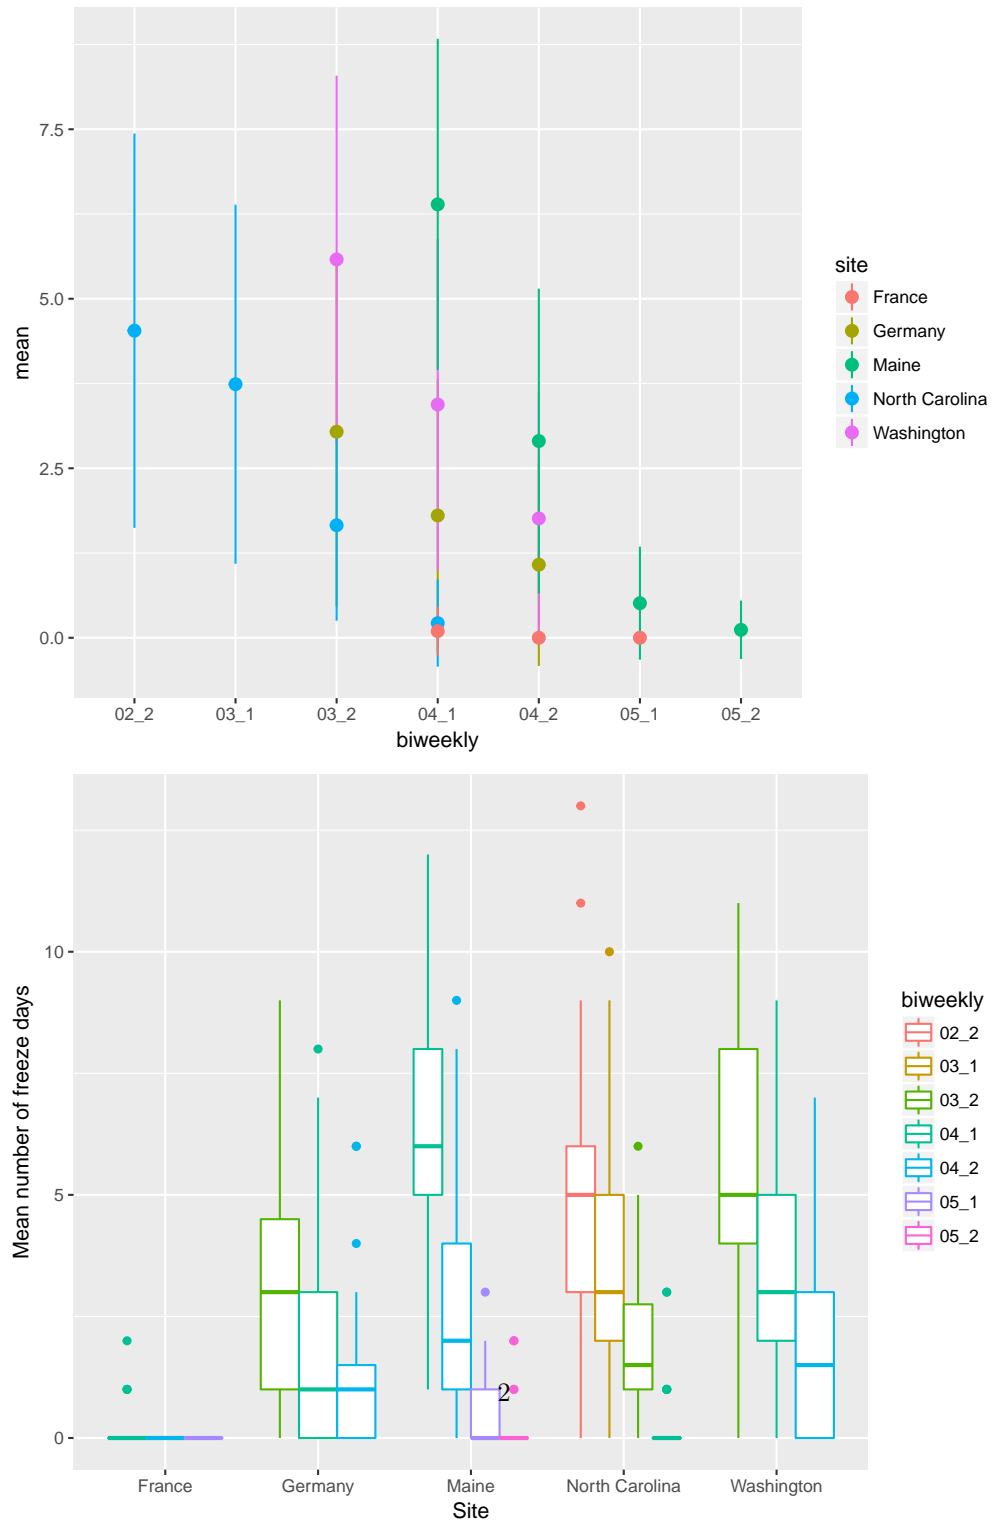 mean
7.5
5.0
2.5
0.0
02_2 03_1 03_2 04_1 04_2 05_1 05_2
biweekly
site
France
Germany
Maine
North Carolina
Washington
Mean number of freeze days
10
5
0
2
France Germany Maine North Carolina Washington
Site
biweekly
02_2
03_1
03_2
04_1
04_2
05_1
05_2